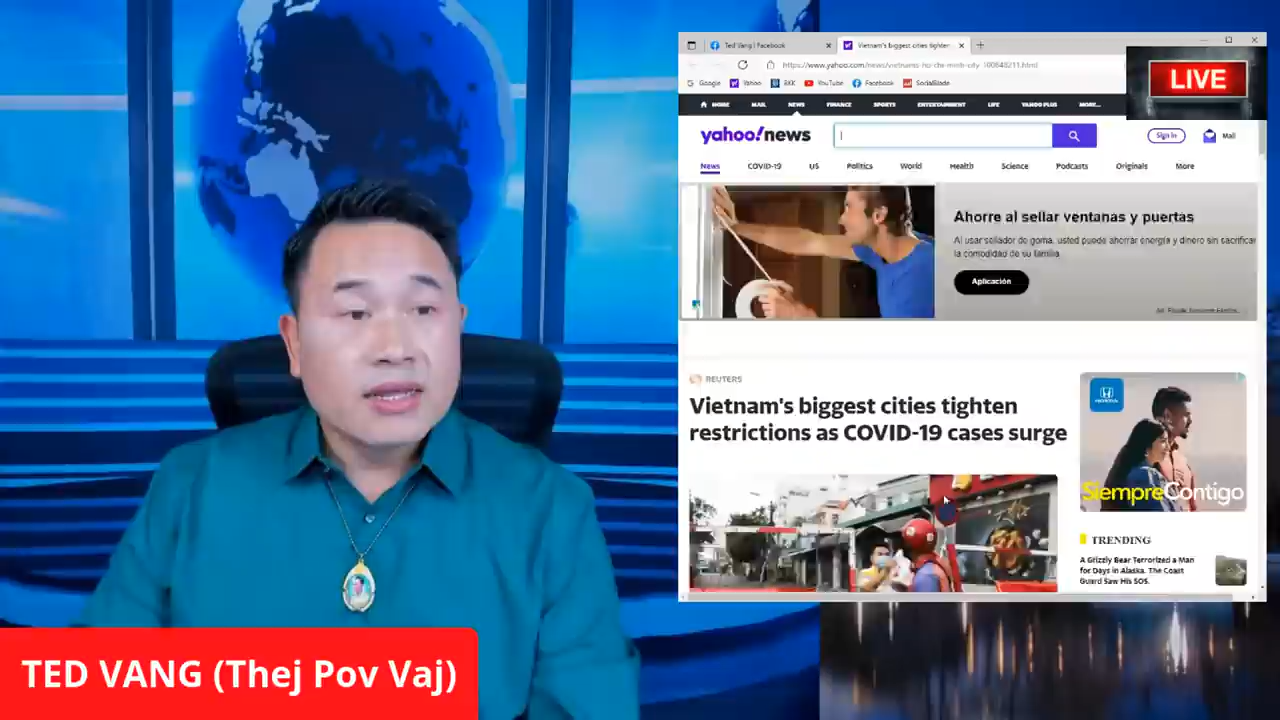 Ted Vang | Facebook
Vietnam's biggest cities tighten
LIVE
Google Yahoo BKK YouTube Facebook SocialBlade
HOME MAIL NEWS FINANCE SPORTS ENTERTAINMENT LIFE YAHOO PLUS MORE...
yahoo!news
Sign in
Mail
News COVID-19 US Politics World Health Science Podcasts Originals More
Ahorre al sellar ventanas y puertas
Al usar sellador de goma, usted puede ahorrar energía y dinero sin sacrificar
la comodidad de su familia.
Aplicación
REUTERS
Vietnam's biggest cities tighten
restrictions as COVID-19 cases surge
HONDA
SiempreContigo
TRENDING
A Grizzly Bear Terrorized a Man
for Days in Alaska. The Coast
Guard Saw His SOS.
TED VANG (Thej Pov Vaj)